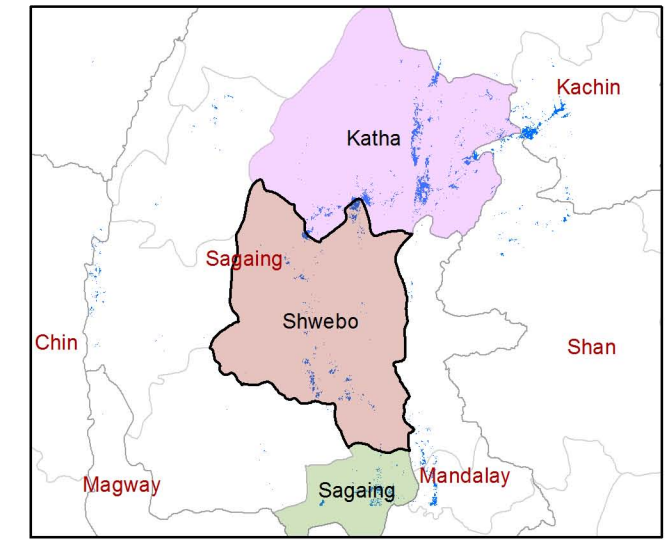 Kachin
Katha
Sagaing
Shwebo
Chin
Shan
Mandalay
Magway
Sagaing